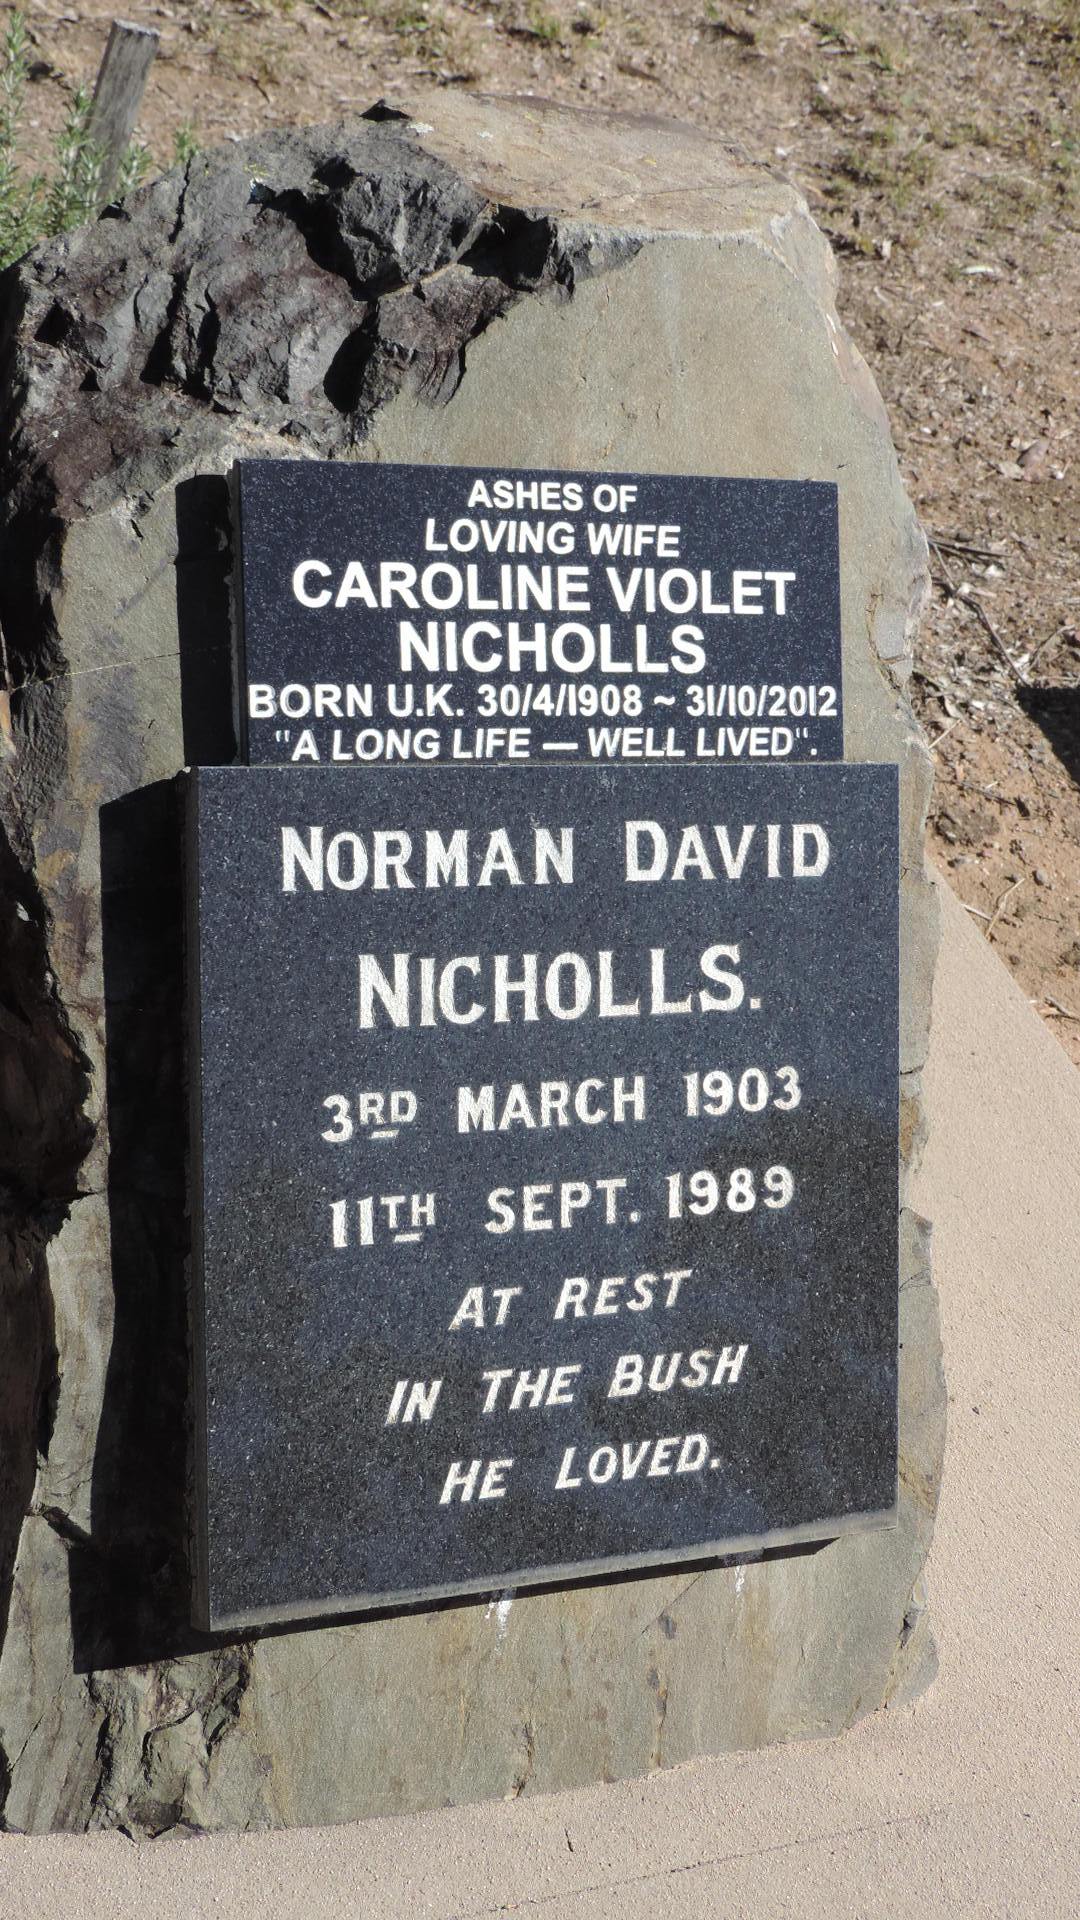 ASHES OF
LOVING WIFE
CAROLINE VIOLET
NICHOLLS
BORN U.K. 30/4/1908 ~ 31/10/2012
"A LONG LIFE — WELL LIVED".
NORMAN DAVID
NICHOLLS.
3RD MARCH 1903
11TH SEPT. 1989
AT REST
IN THE BUSH
HE LOVED.